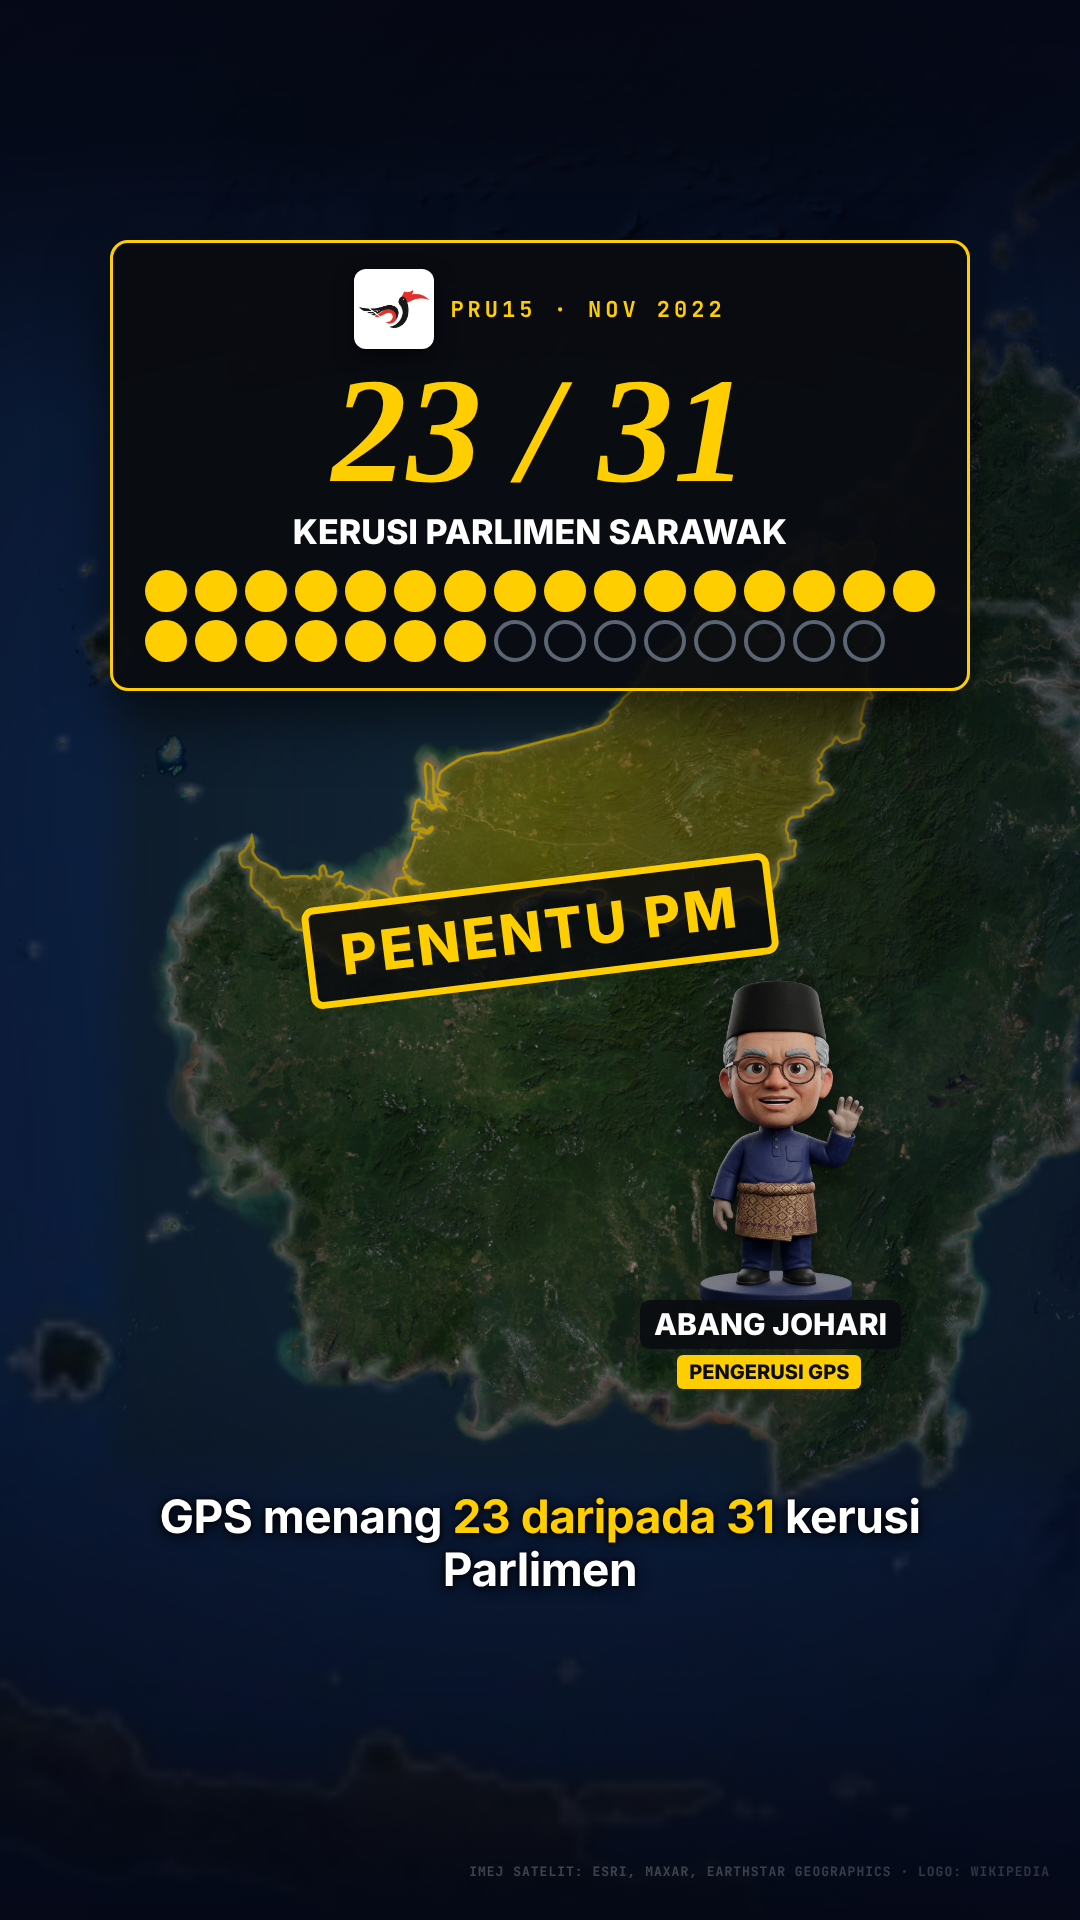 PRU15 · NOV 2022
23 / 31
KERUSI PARLIMEN SARAWAK
PENENTU PM
ABANG JOHARI
PENGERUSI GPS
GPS menang 23 daripada 31 kerusi
Parlimen
IMEJ SATELIT: ESRI, MAXAR, EARTHSTAR GEOGRAPHICS · LOGO: WIKIPEDIA